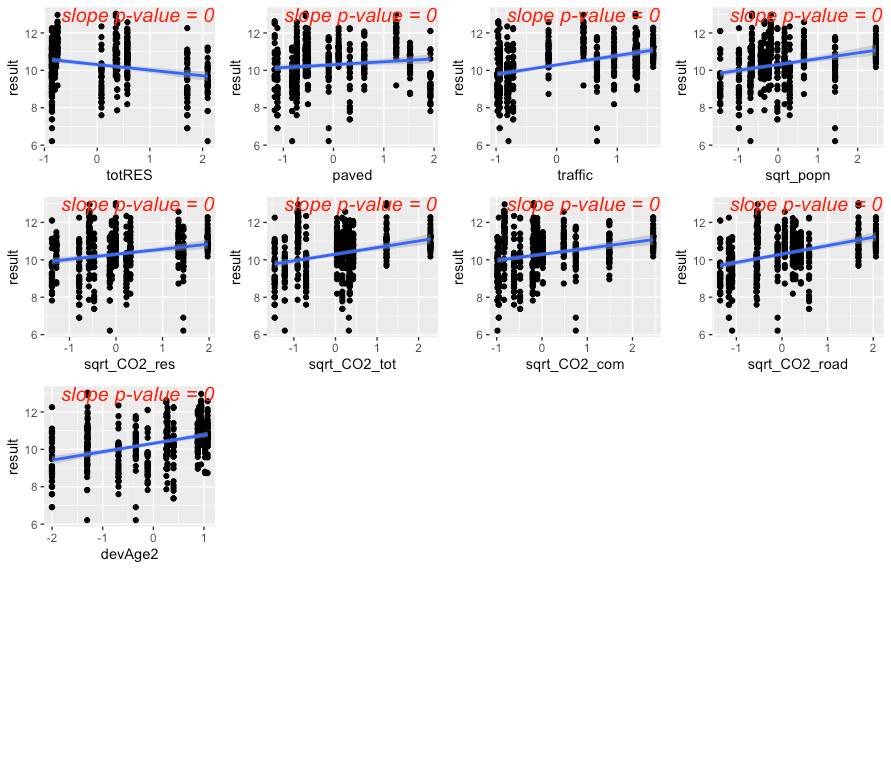 slope p-value = 0 slope p-value = 0 slope p-value = 0 slope p-value = 0
12 12 12 12
10 10 10 10
result result result result
8 8 8 8
6 6 6 6
-1 0 1 2 -1 0 1 2 -1 0 1 -1 0 1 2
totRES paved traffic sqrt_popn
slope p-value = 0 slope p-value = 0 slope p-value = 0 slope p-value = 0
12 12 12 12
10 10 10 10
result result result result
8 8 8 8
6 6 6 6
-1 0 1 2 -1 0 1 2 -1 0 1 2 -1 0 1 2
sqrt_CO2_res sqrt_CO2_tot sqrt_CO2_com sqrt_CO2_road
slope p-value = 0
12
10
result
8
6
-2 -1 0 1
devAge2